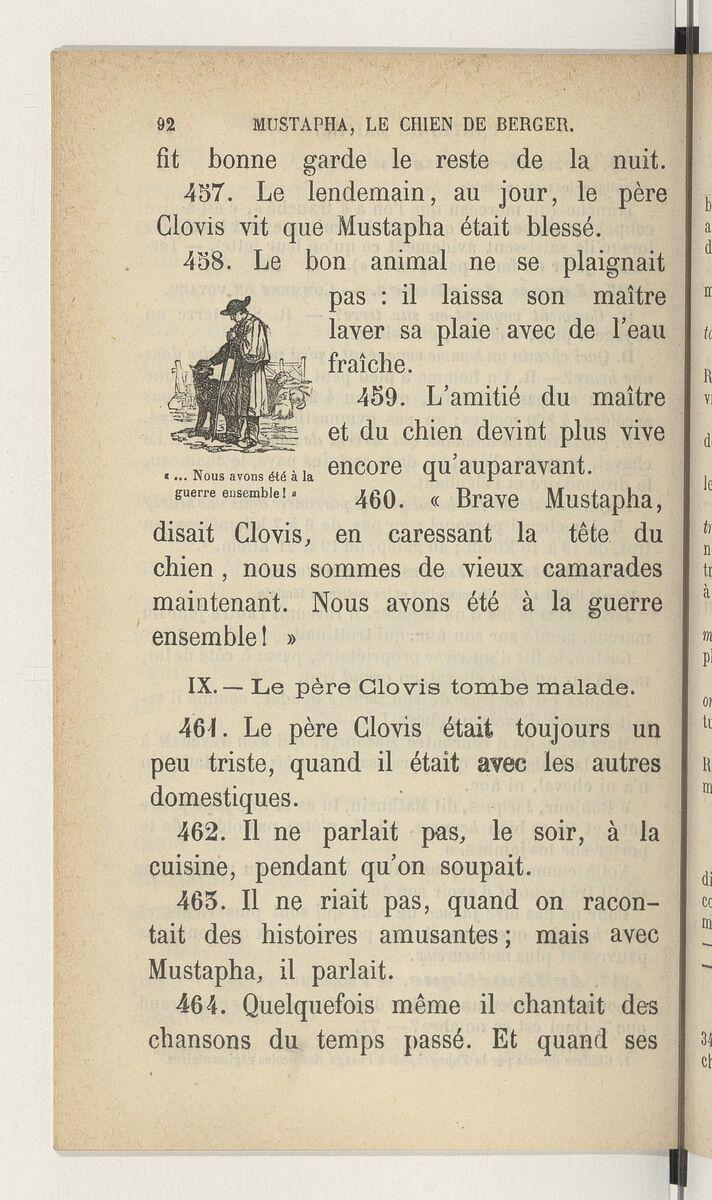 92 MUSTAPHA, LE CHIEN DE BERGER.
fit bonne garde le reste de la nuit.
457. Le lendemain, au jour, le père
Clovis vit que Mustapha était blessé.
458. Le bon animal ne se plaignait
pas : il laissa son maître
laver sa plaie avec de l'eau
fraîche.
459. L'amitié du maître
et du chien devint plus vive
encore qu'auparavant.
« ... Nous avons été à la
guerre ensemble! »
460. « Brave Mustapha,
disait Clovis, en caressant la tête du
chien, nous sommes de vieux camarades
maintenant. Nous avons été à la guerre
ensemble! »
IX. — Le père Clovis tombe malade.
461. Le père Clovis était toujours un
peu triste, quand il était avec les autres
domestiques.
462. Il ne parlait pas, le soir, à la
cuisine, pendant qu'on soupait.
463. Il ne riait pas, quand on racon-
tait des histoires amusantes; mais avec
Mustapha, il parlait.
464. Quelquefois même il chantait des
chansons du temps passé. Et quand ses